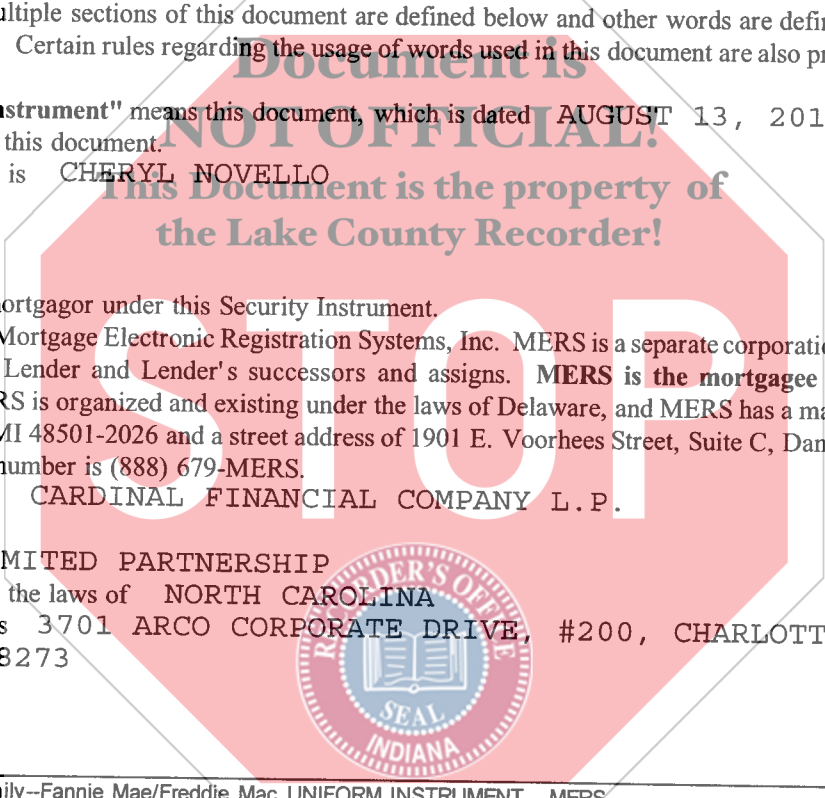 ultiple sections of this document are defined below and other words are defin
Certain rules regarding the usage of words used in this document are also pr
Document is
nstrument" means this document, which is dated AUGUST 13, 201
NOT OFFICIAL!
this document.
is CHERYL NOVELLO
This Document is the property of
the Lake County Recorder!
ortgagor under this Security Instrument.
Mortgage Electronic Registration Systems, Inc. MERS is a separate corporatio
Lender and Lender's successors and assigns. MERS is the mortgagee
RS is organized and existing under the laws of Delaware, and MERS has a ma
MI 48501-2026 and a street address of 1901 E. Voorhees Street, Suite C, Dan
number is (888) 679-MERS.
STOP
CARDINAL FINANCIAL COMPANY L.P.
MITED PARTNERSHIP
the laws of NORTH CAROLINA
s 3701 ARCO CORPORATE DRIVE, #200, CHARLOTT
8273
RECORDER'S OFFICE
SEAL
INDIANA
ily--Fannie Mae/Freddie Mac UNIFORM INSTRUMENT - MERS